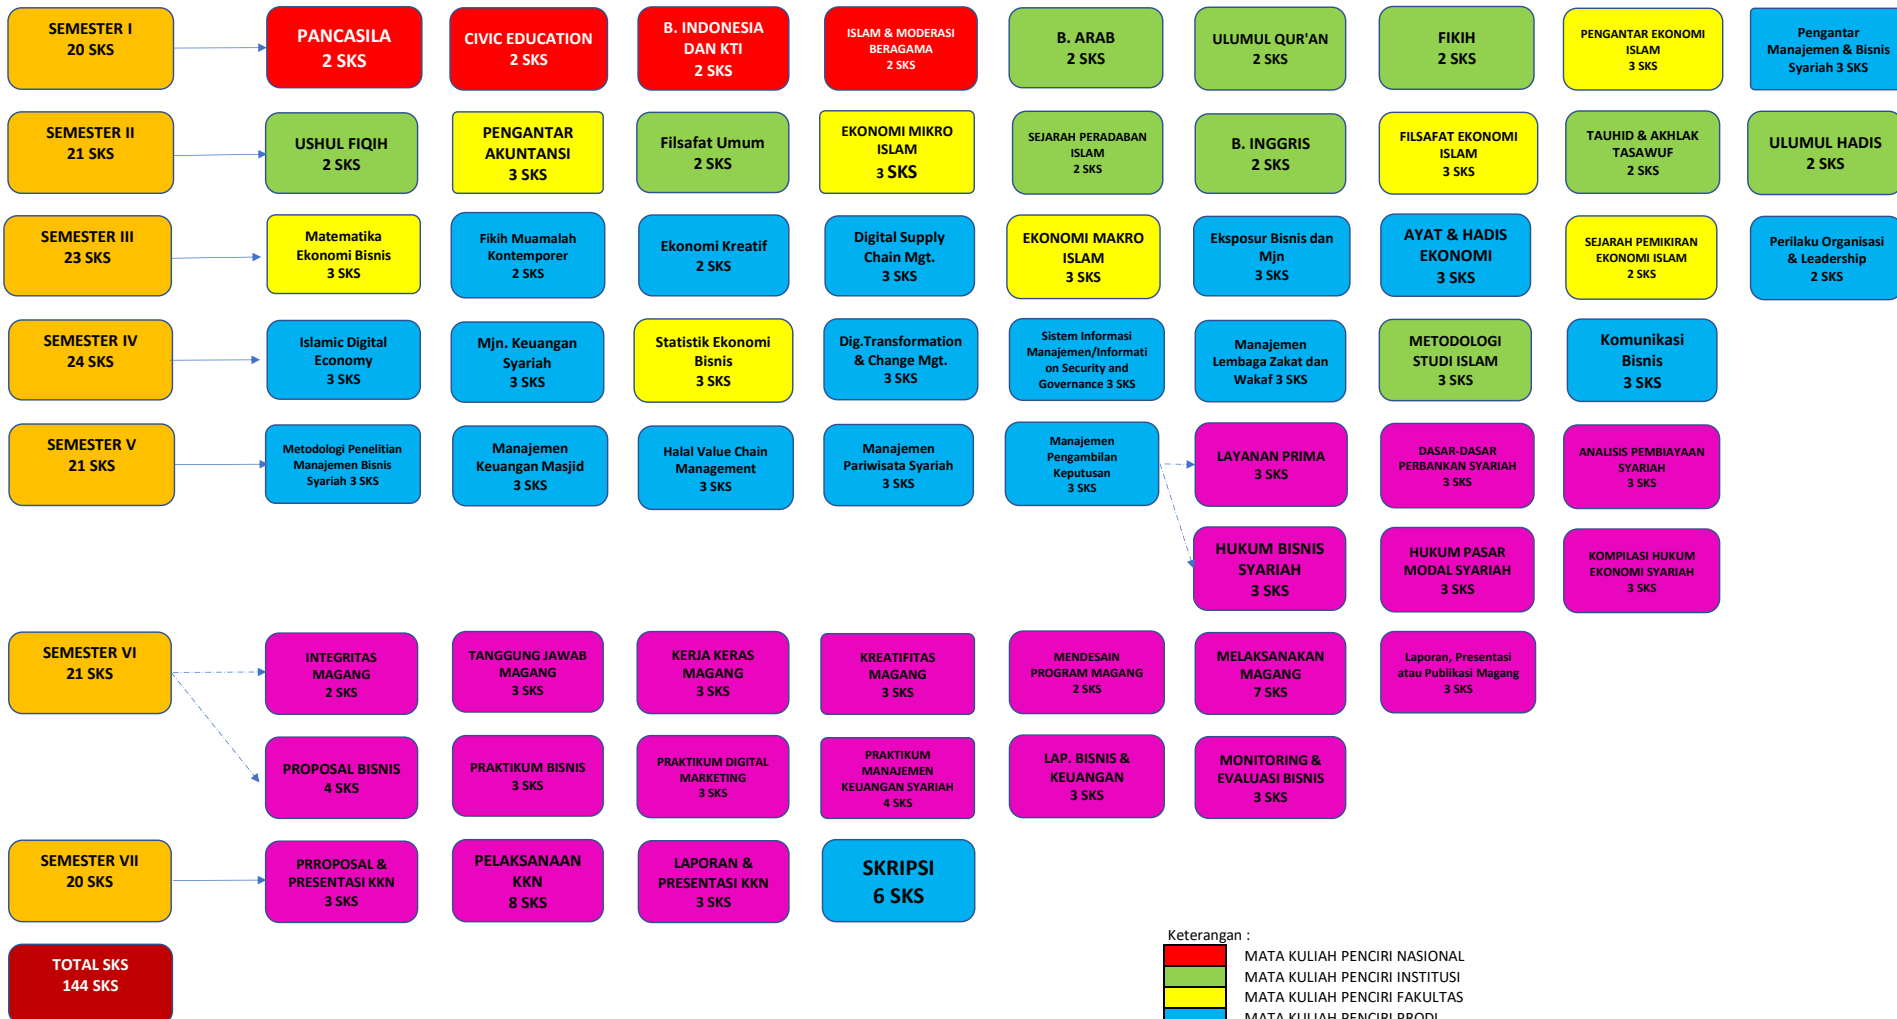 SEMESTER I
20 SKS
PANCASILA
2 SKS
CIVIC EDUCATION
2 SKS
B. INDONESIA
DAN KTI
2 SKS
ISLAM & MODERASI
BERAGAMA
2 SKS
B. ARAB
2 SKS
ULUMUL QUR'AN
2 SKS
FIKIH
2 SKS
PENGANTAR EKONOMI
ISLAM
3 SKS
Pengantar
Manajemen & Bisnis
Syariah 3 SKS
SEMESTER II
21 SKS
USHUL FIQIH
2 SKS
PENGANTAR
AKUNTANSI
3 SKS
Filsafat Umum
2 SKS
EKONOMI MIKRO
ISLAM
3 SKS
SEJARAH PERADABAN
ISLAM
2 SKS
B. INGGRIS
2 SKS
FILSAFAT EKONOMI
ISLAM
3 SKS
TAUHID & AKHLAK
TASAWUF
2 SKS
ULUMUL HADIS
2 SKS
SEMESTER III
23 SKS
Matematika
Ekonomi Bisnis
3 SKS
Fikih Muamalah
Kontemporer
2 SKS
Ekonomi Kreatif
2 SKS
Digital Supply
Chain Mgt.
3 SKS
EKONOMI MAKRO
ISLAM
3 SKS
Eksposur Bisnis dan
Mjn
3 SKS
AYAT & HADIS
EKONOMI
3 SKS
SEJARAH PEMIKIRAN
EKONOMI ISLAM
2 SKS
Perilaku Organisasi
& Leadership
2 SKS
SEMESTER IV
24 SKS
Islamic Digital
Economy
3 SKS
Mjn. Keuangan
Syariah
3 SKS
Statistik Ekonomi
Bisnis
3 SKS
Dig.Transformation
& Change Mgt.
3 SKS
Sistem Informasi
Manajemen/Informati
on Security and
Governance 3 SKS
Manajemen
Lembaga Zakat dan
Wakaf 3 SKS
METODOLOGI
STUDI ISLAM
3 SKS
Komunikasi
Bisnis
3 SKS
SEMESTER V
21 SKS
Metodologi Penelitian
Manajemen Bisnis
Syariah 3 SKS
Manajemen
Keuangan Masjid
3 SKS
Halal Value Chain
Management
3 SKS
Manajemen
Pariwisata Syariah
3 SKS
Manajemen
Pengambilan
Keputusan
3 SKS
LAYANAN PRIMA
3 SKS
DASAR-DASAR
PERBANKAN SYARIAH
3 SKS
ANALISIS PEMBIAYAAN
SYARIAH
3 SKS
HUKUM BISNIS
SYARIAH
3 SKS
HUKUM PASAR
MODAL SYARIAH
3 SKS
KOMPILASI HUKUM
EKONOMI SYARIAH
3 SKS
SEMESTER VI
21 SKS
INTEGRITAS
MAGANG
2 SKS
TANGGUNG JAWAB
MAGANG
3 SKS
KERJA KERAS
MAGANG
3 SKS
KREATIFITAS
MAGANG
3 SKS
MENDESAIN
PROGRAM MAGANG
2 SKS
MELAKSANAKAN
MAGANG
7 SKS
Laporan, Presentasi
atau Publikasi Magang
3 SKS
PROPOSAL BISNIS
4 SKS
PRAKTIKUM BISNIS
3 SKS
PRAKTIKUM DIGITAL
MARKETING
3 SKS
PRAKTIKUM
MANAJEMEN
KEUANGAN SYARIAH
4 SKS
LAP. BISNIS &
KEUANGAN
3 SKS
MONITORING &
EVALUASI BISNIS
3 SKS
SEMESTER VII
20 SKS
PRROPOSAL &
PRESENTASI KKN
3 SKS
PELAKSANAAN
KKN
8 SKS
LAPORAN &
PRESENTASI KKN
3 SKS
SKRIPSI
6 SKS
TOTAL SKS
144 SKS
Keterangan :
MATA KULIAH PENCIRI NASIONAL
MATA KULIAH PENCIRI INSTITUSI
MATA KULIAH PENCIRI FAKULTAS
MATA KULIAH PENCIRI PRODI